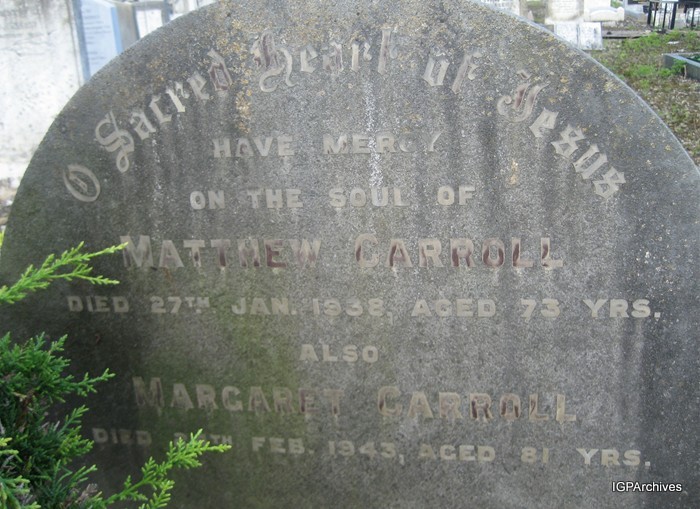 O Sacred Heart of Jesus
HAVE MERCY
ON THE SOUL OF
MATTHEW CARROLL
DIED 27TH JAN. 1938, AGED 73 YRS.
ALSO
MARGARET CARROLL
DIED FEB. 1943, AGED 81 YRS.
IGPArchives